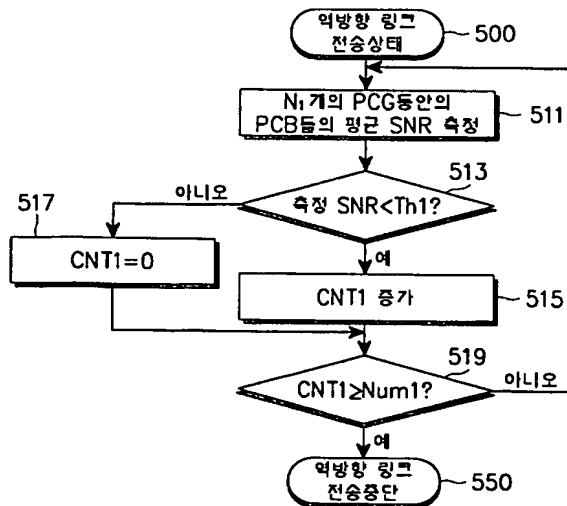 역방향 링크
전송상태
500
N₁개의 PCG동안의
PCB들의 평균 SNR 측정
511
513
측정 SNR<Th1?
아니오
517
CNT1=0
예
CNT1 증가
515
519
CNT1≥Num1?
아니오
예
역방향 링크
전송중단
550